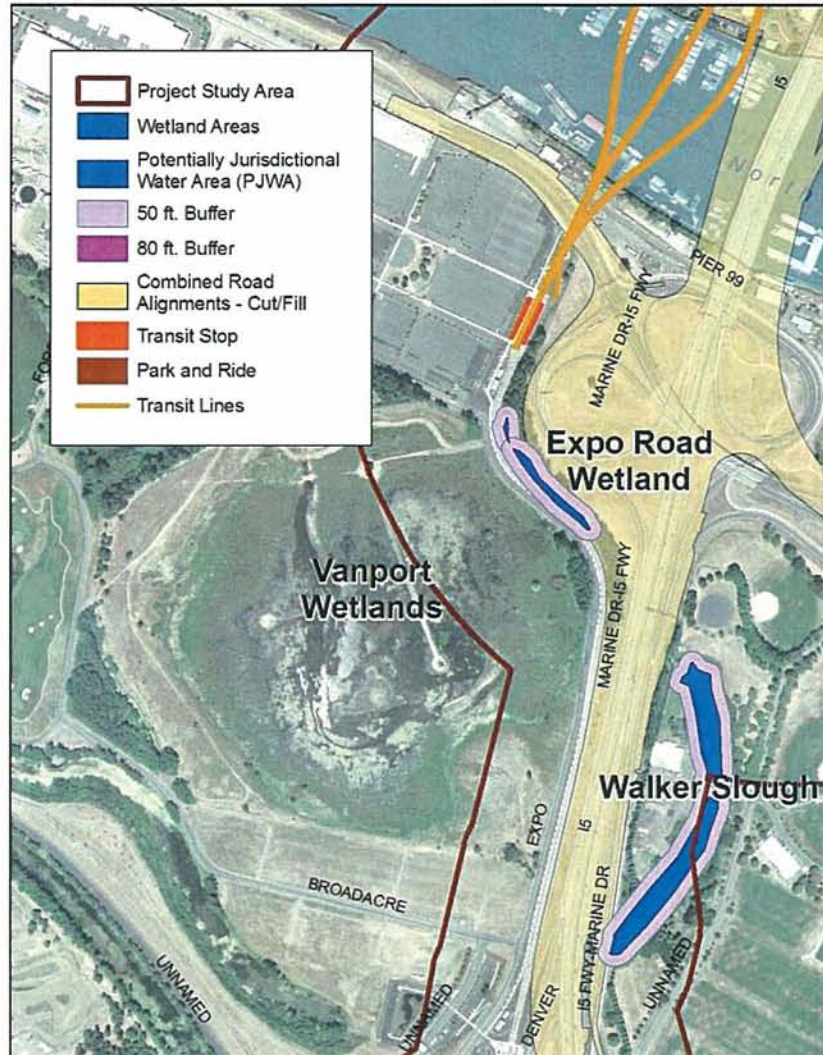 Project Study Area
Wetland Areas
Potentially Jurisdictional
Water Area (PJWA)
50 ft. Buffer
80 ft. Buffer
Combined Road
Alignments - Cut/Fill
Transit Stop
Park and Ride
Transit Lines
I5
PIER 99
MARINE DR-I5 FWY
Expo Road
Wetland
Vanport
Wetlands
MARINE DR-I5 FWY
Walker Slough
EXPO
I5
BROADACRE
I5 FWY-MARINE DR
UNNAMED
UNNAMED
UNNAMED
DENVER